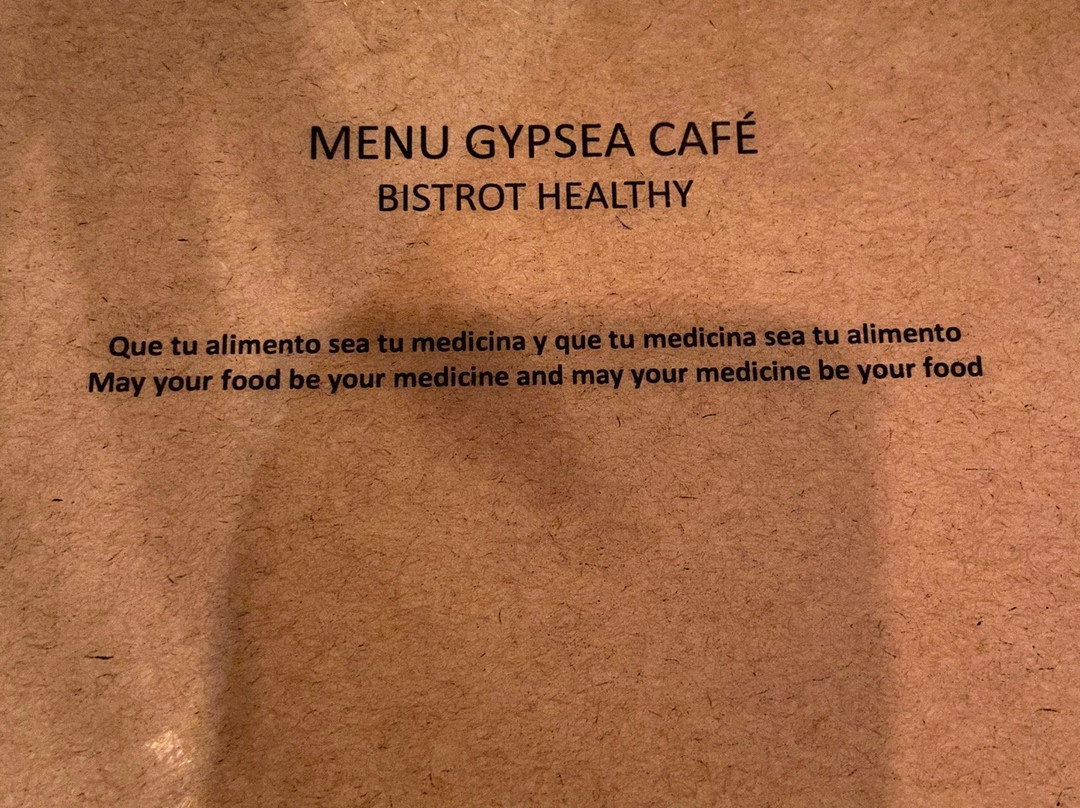 MENU GYPSEA CAFÉ
BISTROT HEALTHY
Que tu alimento sea tu medicina y que tu medicina sea tu alimento
May your food be your medicine and may your medicine be your food